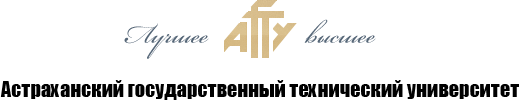 Лучшее АГТУ высшее
Астраханский государственный технический университет